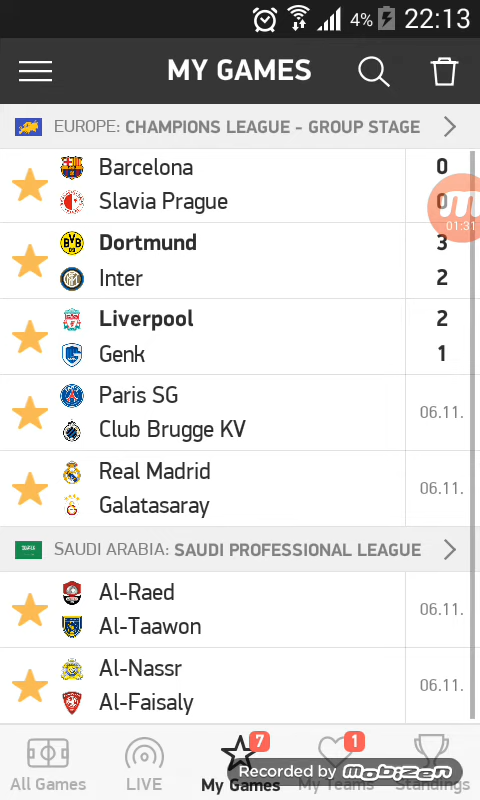 4% 22:13
MY GAMES
EUROPE: CHAMPIONS LEAGUE - GROUP STAGE
Barcelona 0
Slavia Prague 0
01:31
Dortmund 3
Inter 2
Liverpool 2
Genk 1
Paris SG
Club Brugge KV
06.11.
Real Madrid
Galatasaray
06.11.
SAUDI ARABIA: SAUDI PROFESSIONAL LEAGUE
Al-Raed
Al-Taawon
06.11.
Al-Nassr
Al-Faisaly
06.11.
7 1
All Games LIVE My Games My Teams Standings
Recorded by Mobizen